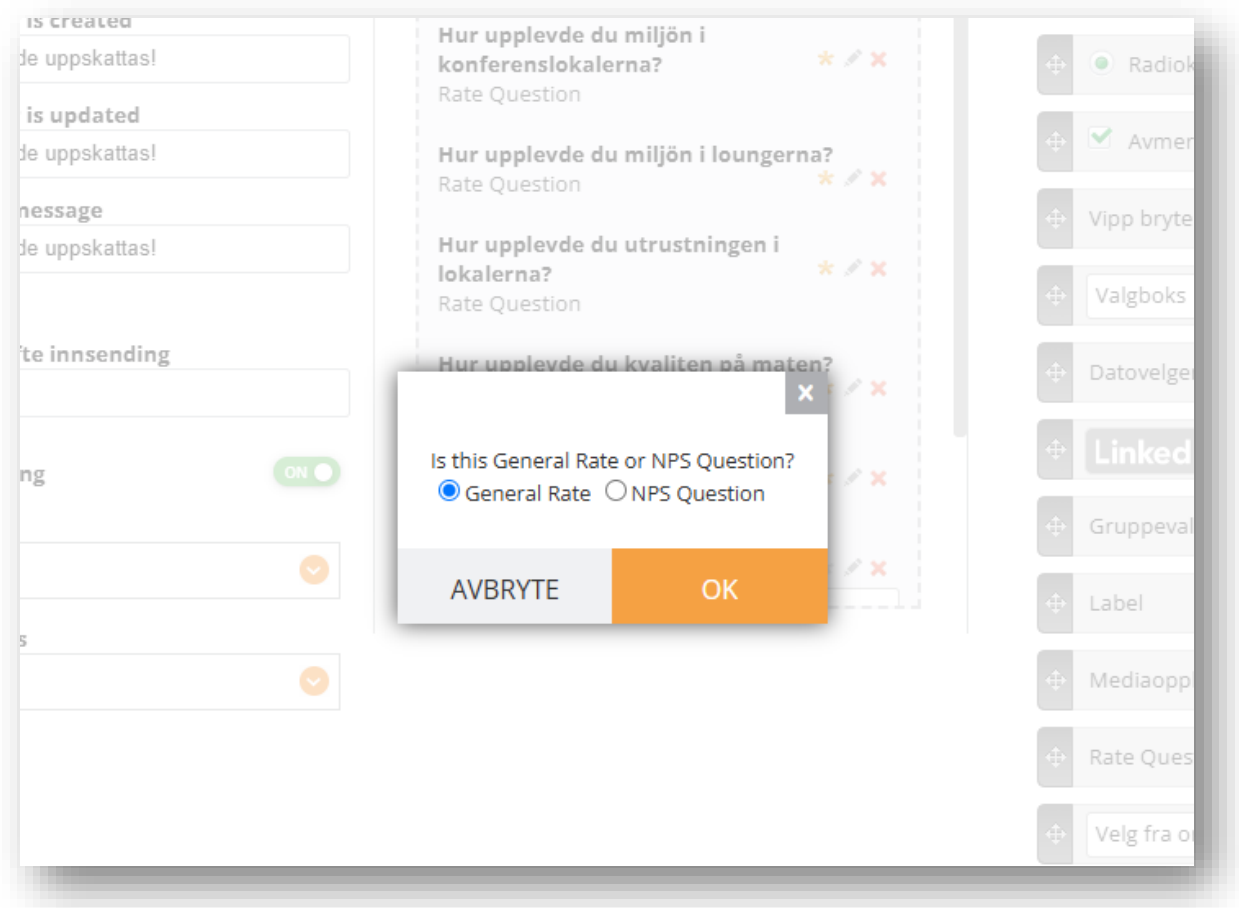 is created
de uppskattas!
is updated
de uppskattas!
message
de uppskattas!
fte innsending
ng
ON
s
Hur upplevde du miljön i
konferenslokalerna?
Rate Question
Hur upplevde du miljön i loungerna?
Rate Question
Hur upplevde du utrustningen i
lokalerna?
Rate Question
Hur upplevde du kvaliten på maten?
x
Is this General Rate or NPS Question?
General Rate NPS Question
AVBRYTE OK
Radiok
Avmer
Vipp bryte
Valgboks
Datovelger
Linked
Gruppeval
Label
Mediaoppl
Rate Ques
Velg fra